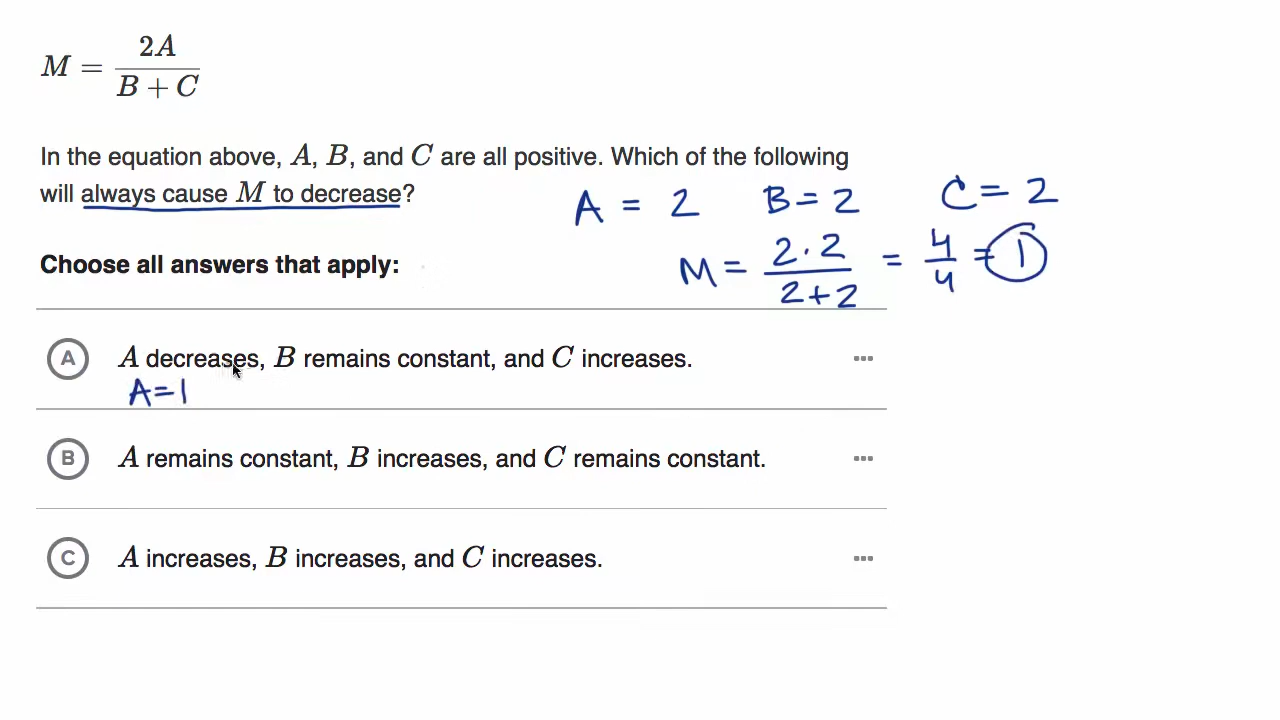 M = 2A / (B + C)
In the equation above, A, B, and C are all positive. Which of the following
will always cause M to decrease?
A = 2 B = 2 C = 2
M = 2 · 2 / 2 + 2 = 4 / 4 = 1
Choose all answers that apply:
A A decreases, B remains constant, and C increases.
A = 1
B A remains constant, B increases, and C remains constant.
C A increases, B increases, and C increases.